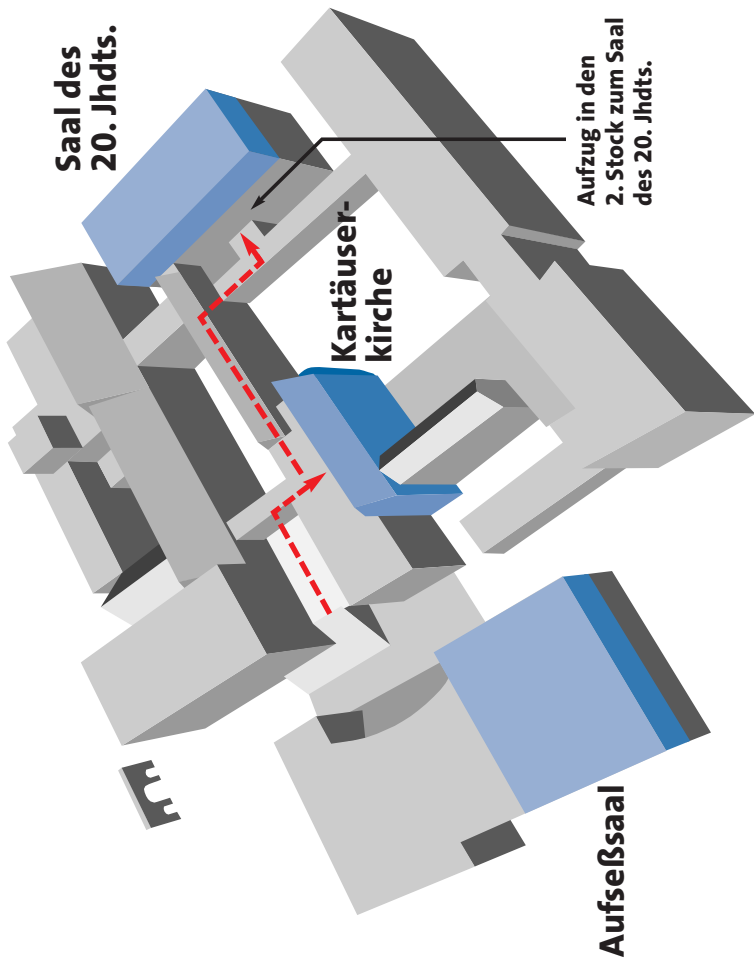 Saal des
20. Jhdts.
Aufzug in den
2. Stock zum Saal
des 20. Jhdts.
Kartäuser-
kirche
Aufseßsaal